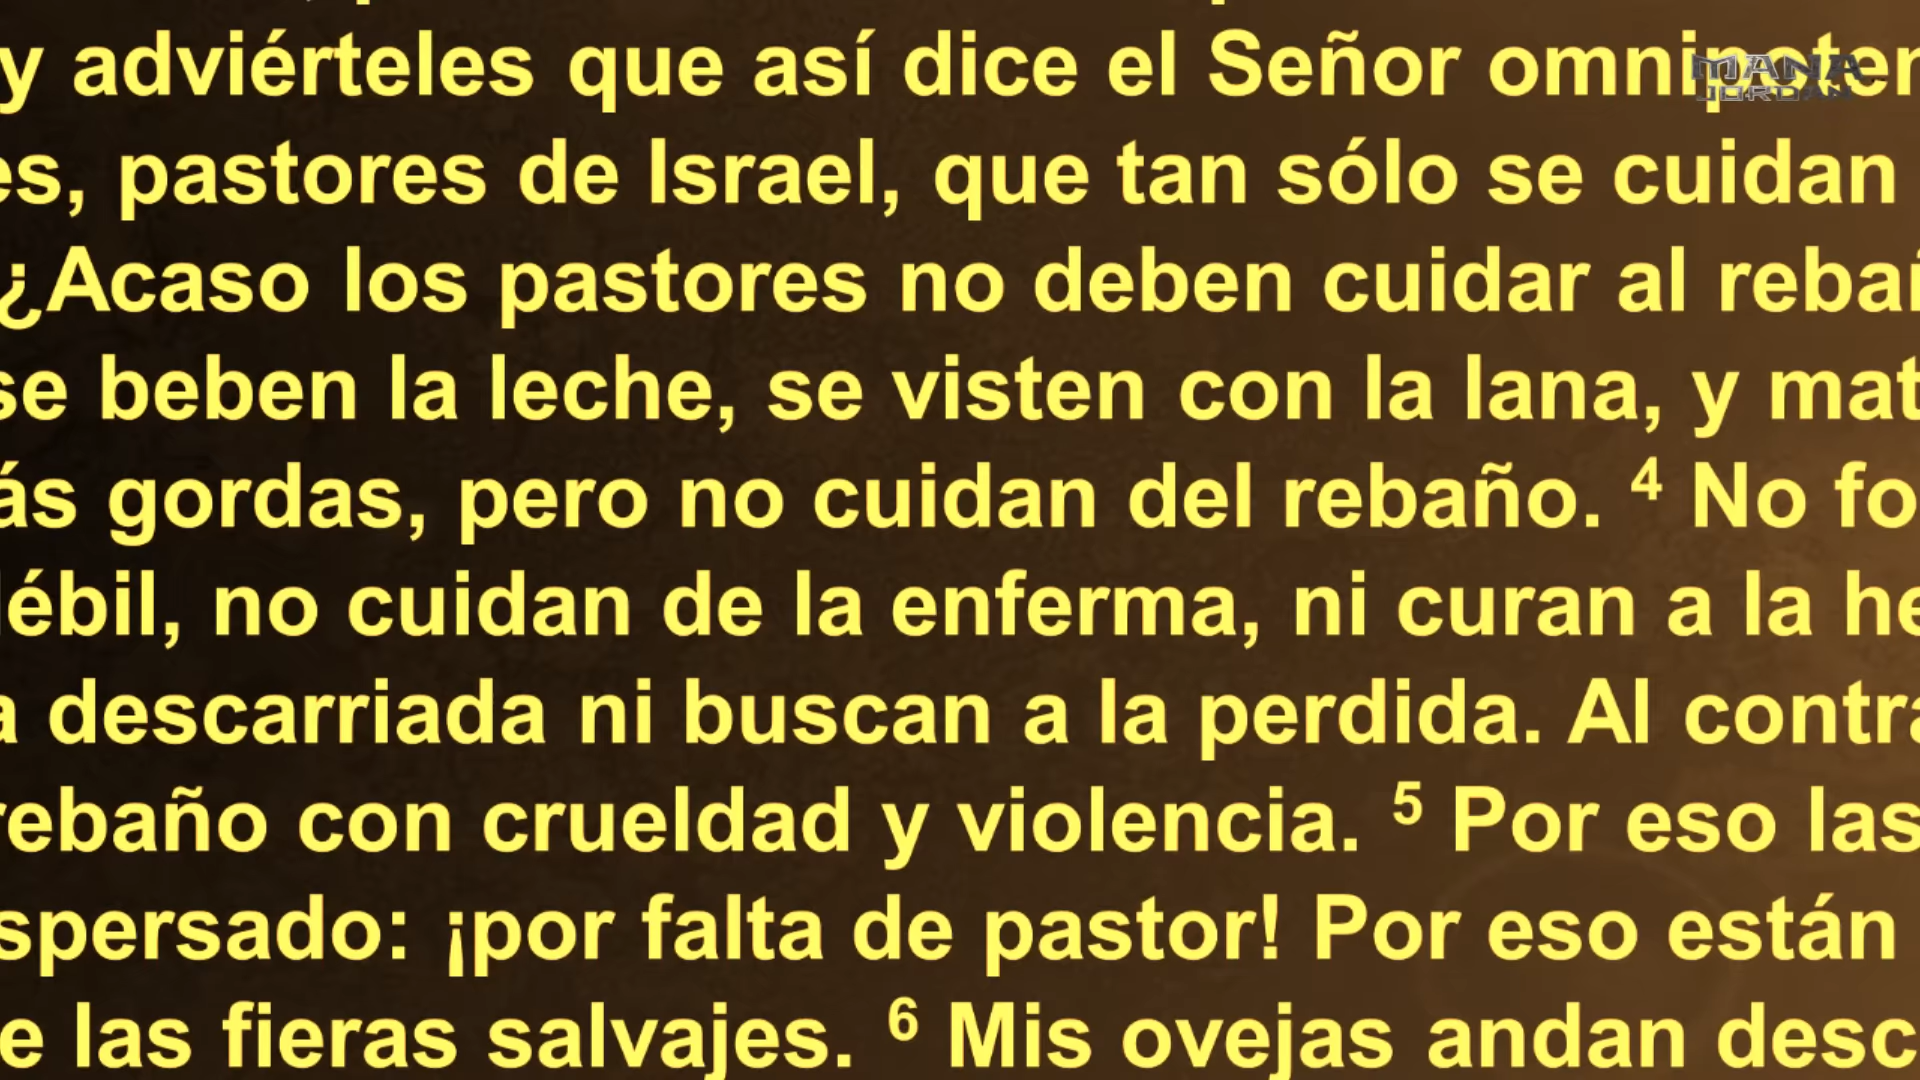 y adviérteles que así dice el Señor omnipoten
MANA
JORDAN
es, pastores de Israel, que tan sólo se cuidan
¿Acaso los pastores no deben cuidar al rebañ
se beben la leche, se visten con la lana, y mat
ás gordas, pero no cuidan del rebaño. ⁴ No fo
débil, no cuidan de la enferma, ni curan a la he
a descarriada ni buscan a la perdida. Al contra
rebaño con crueldad y violencia. ⁵ Por eso las
spersado: ¡por falta de pastor! Por eso están
e las fieras salvajes. ⁶ Mis ovejas andan desc